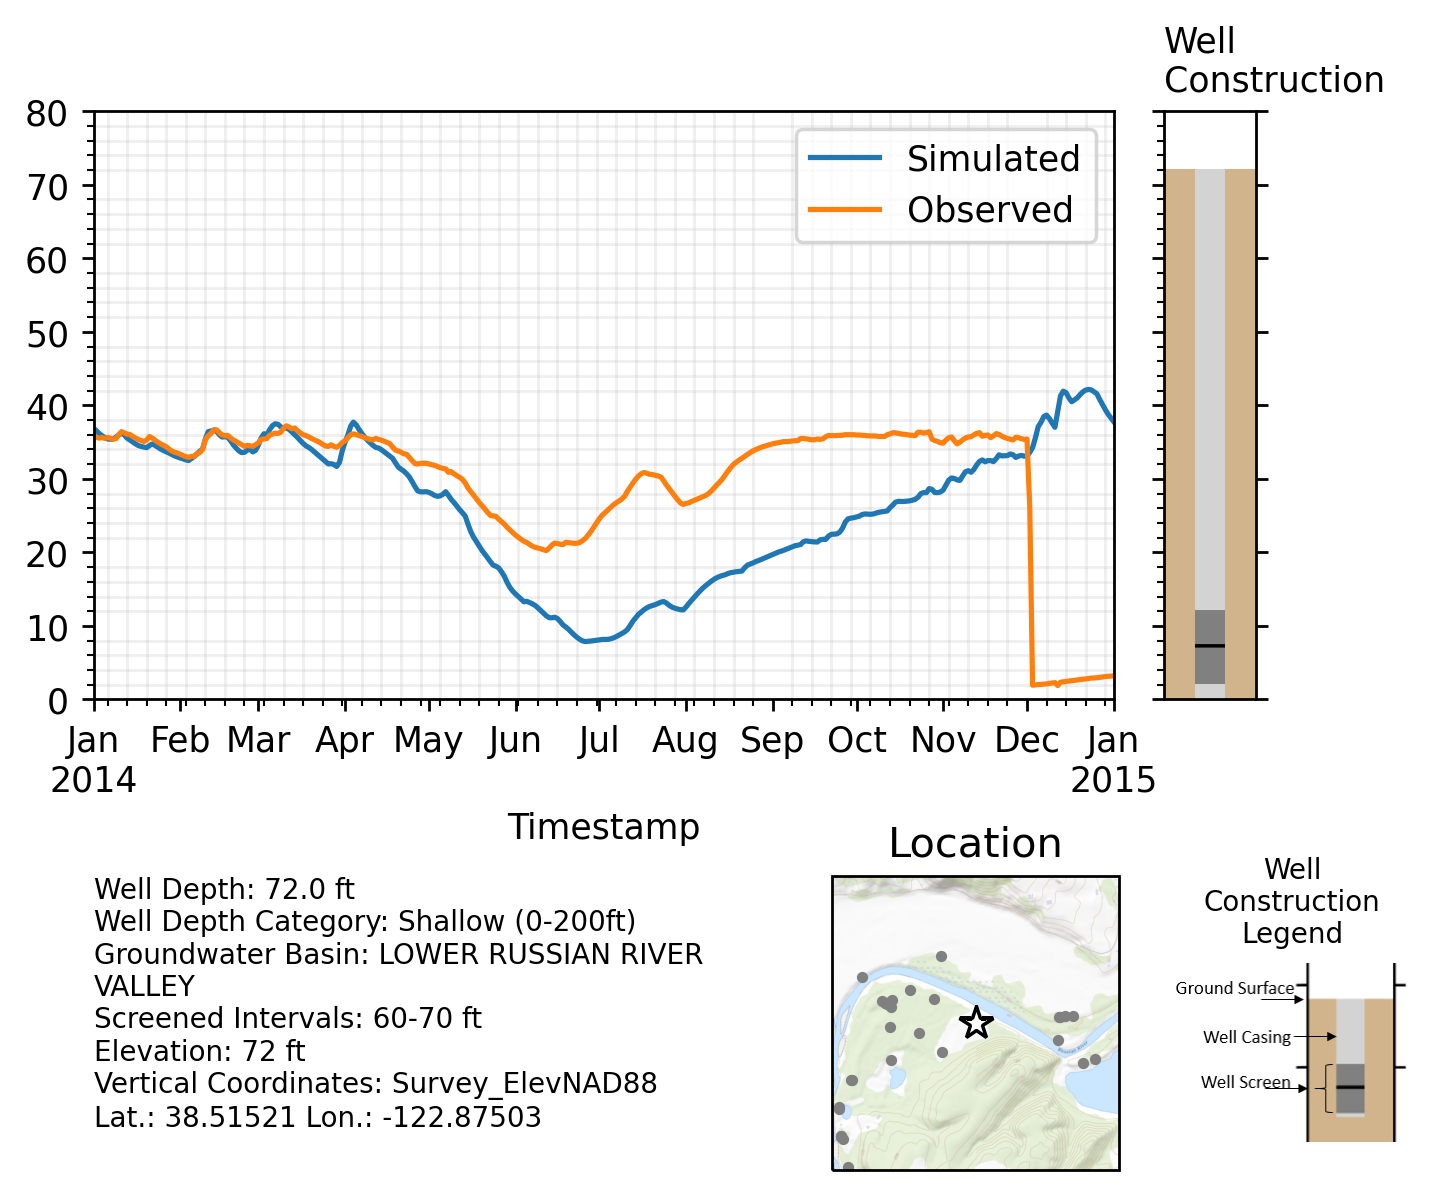 Well
Construction
80
70
60
50
40
30
20
10
0
Simulated
Observed
Jan Feb Mar Apr May Jun Jul Aug Sep Oct Nov Dec Jan
2014 2015
Timestamp
Well Depth: 72.0 ft
Well Depth Category: Shallow (0-200ft)
Groundwater Basin: LOWER RUSSIAN RIVER
VALLEY
Screened Intervals: 60-70 ft
Elevation: 72 ft
Vertical Coordinates: Survey_ElevNAD88
Lat.: 38.51521 Lon.: -122.87503
Location
Russian River
Well
Construction
Legend
Ground Surface
Well Casing
Well Screen